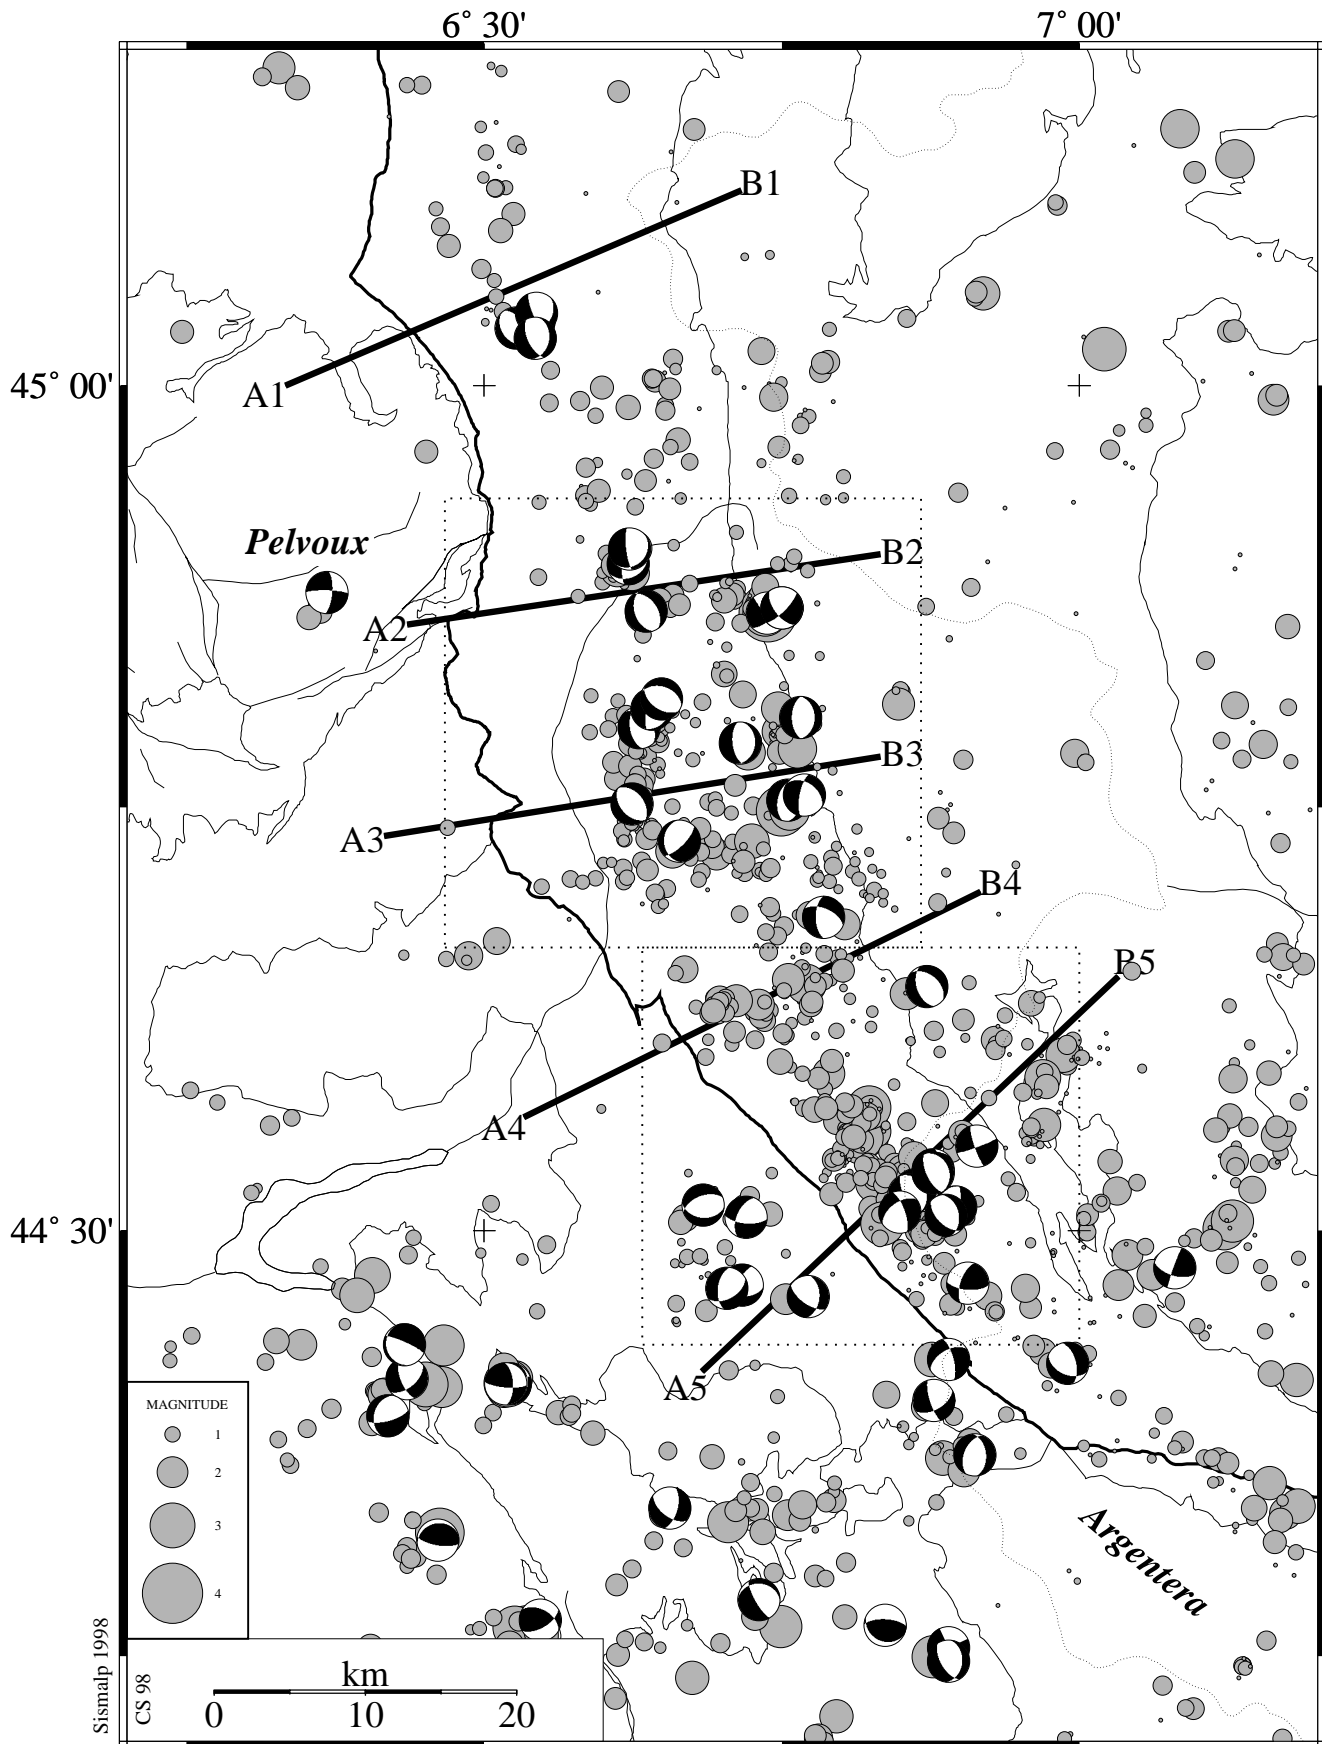 6° 30'
7° 00'
B1
A1
45° 00'
Pelvoux
B2
A2
B3
A3
B4
B5
A4
44° 30'
A5
MAGNITUDE
1
2
3
4
Argentera
Sismalp 1998
CS 98
km
0 10 20